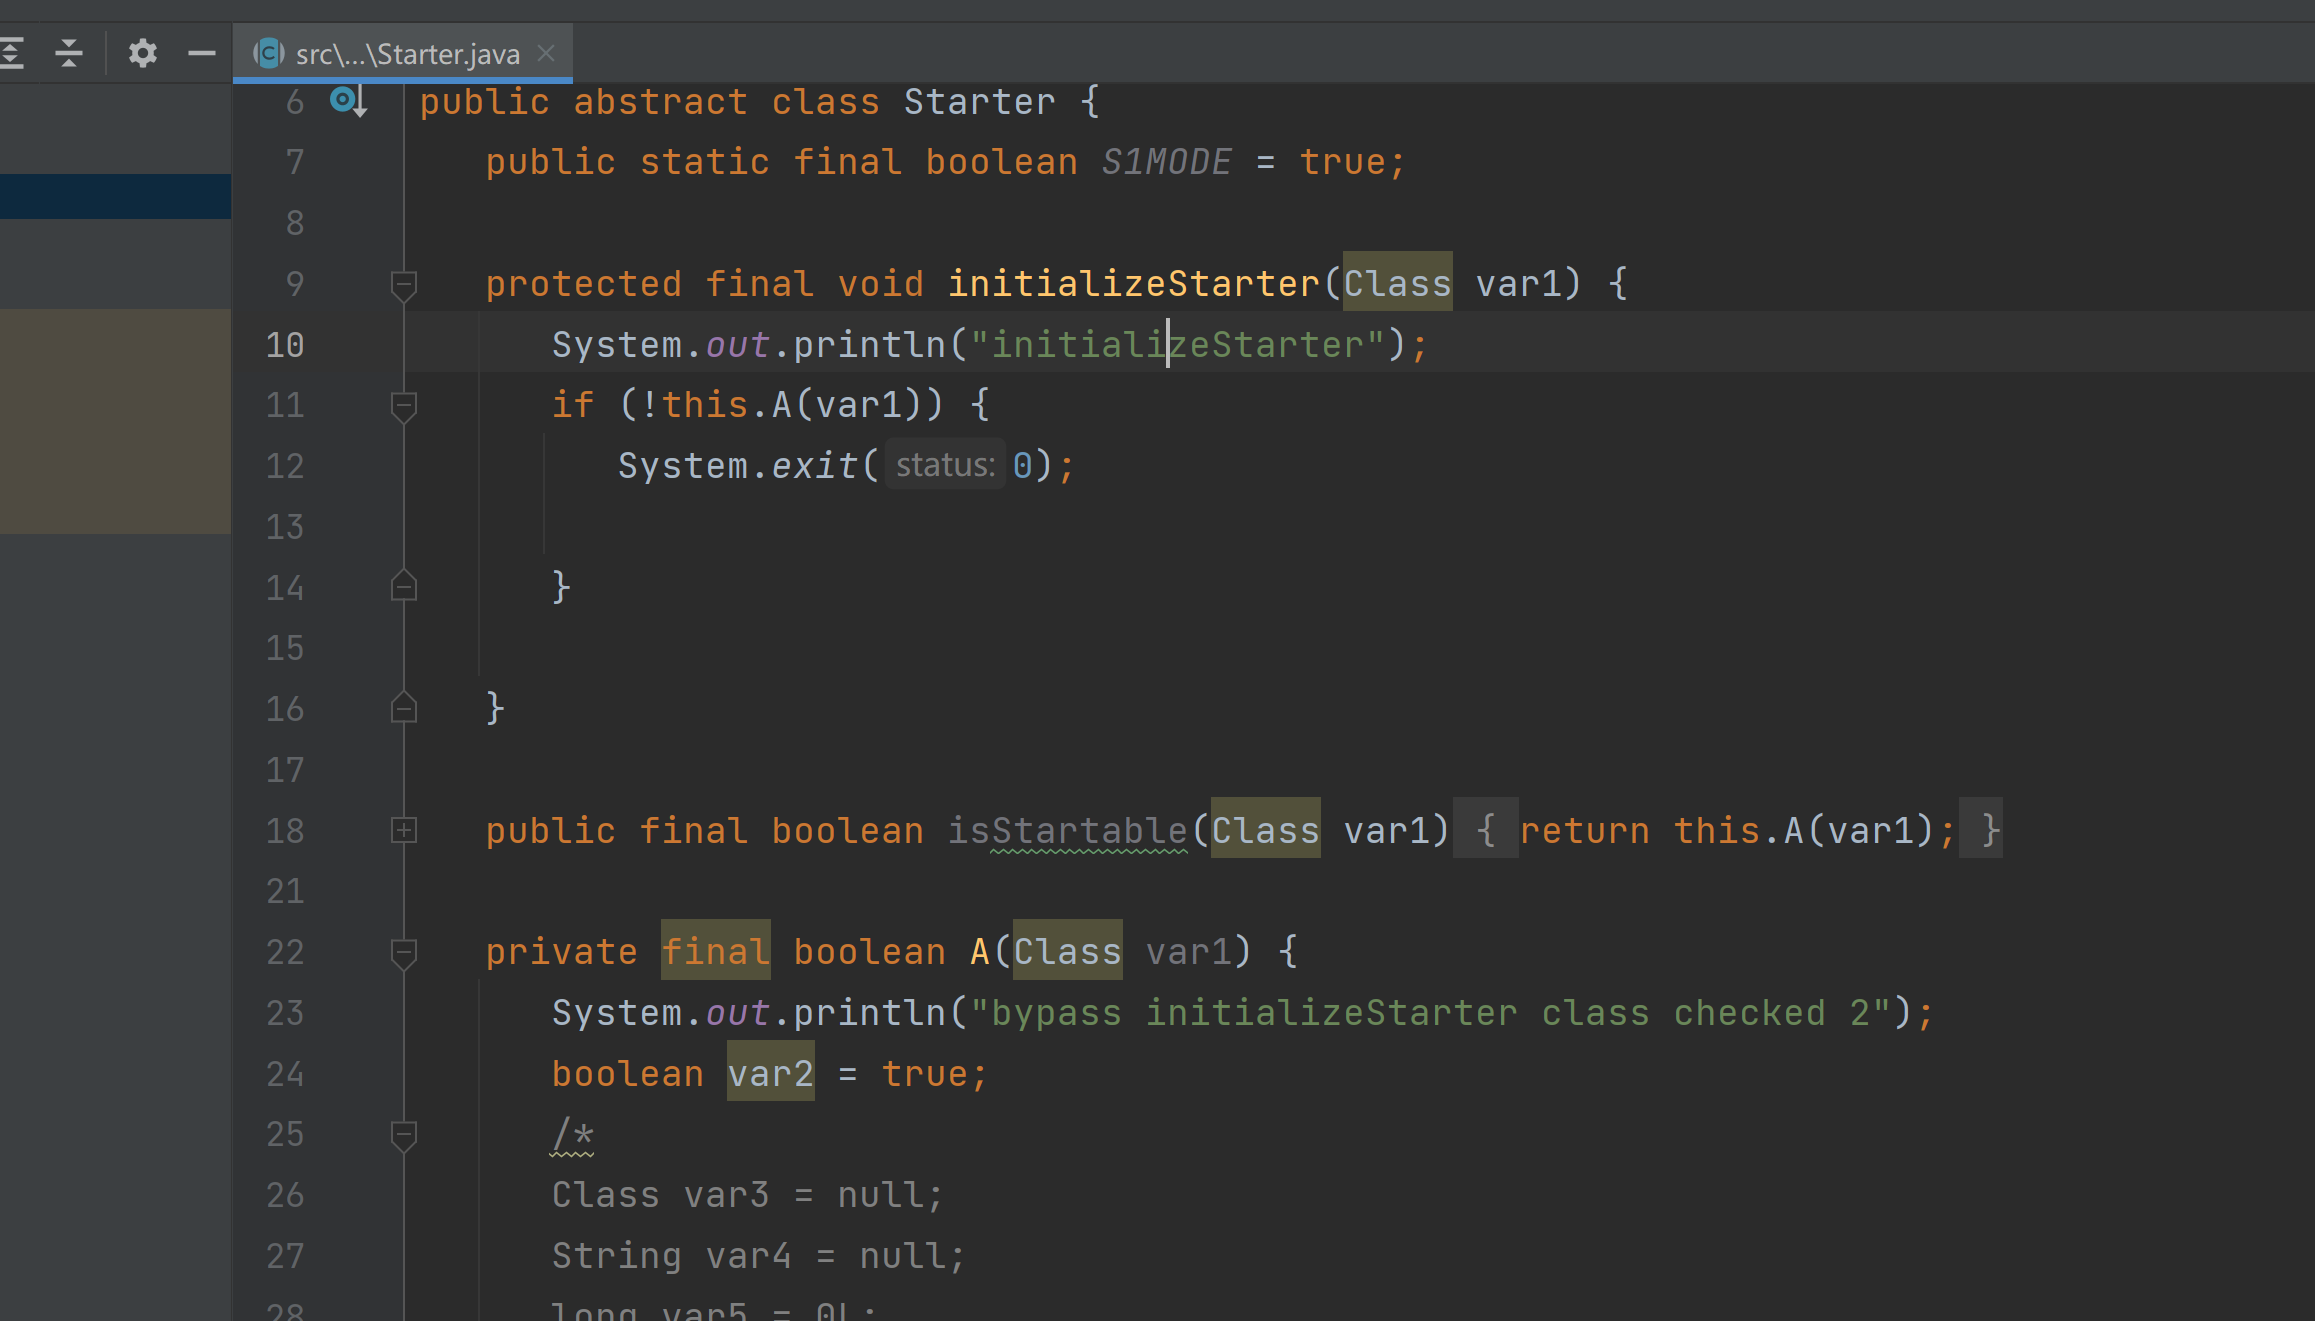 src\...\Starter.java
6 public abstract class Starter {
7 public static final boolean S1MODE = true;
8
9 protected final void initializeStarter(Class var1) {
10 System.out.println("initializeStarter");
11 if (!this.A(var1)) {
12 System.exit( status: 0);
13
14 }
15
16 }
17
18 public final boolean isStartable(Class var1) { return this.A(var1); }
21
22 private final boolean A(Class var1) {
23 System.out.println("bypass initializeStarter class checked 2");
24 boolean var2 = true;
25 /*
26 Class var3 = null;
27 String var4 = null;
28 long var5 = 0L;